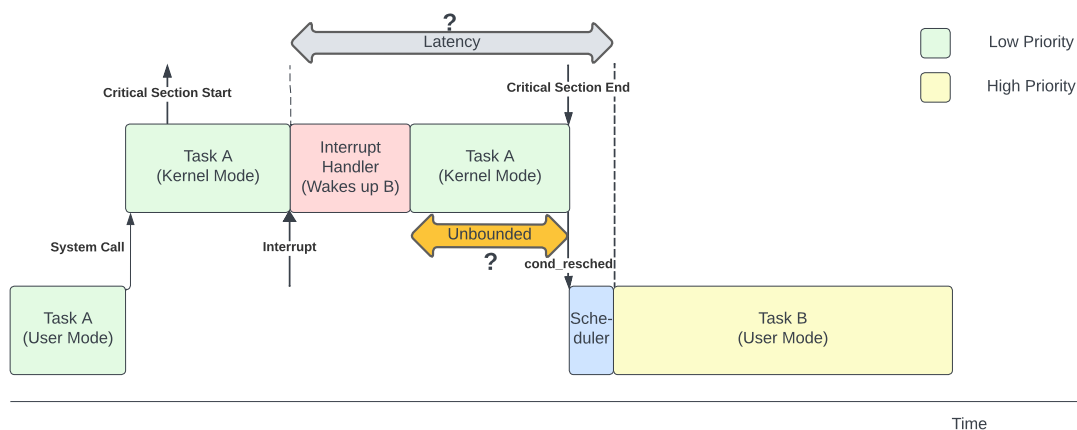 ?
Latency
Low Priority
High Priority
Critical Section Start
Critical Section End
Task A
(Kernel Mode)
Interrupt
Handler
(Wakes up B)
Task A
(Kernel Mode)
System Call
Interrupt
Unbounded
?
cond_resched
Task A
(User Mode)
Sche-
duler
Task B
(User Mode)
Time